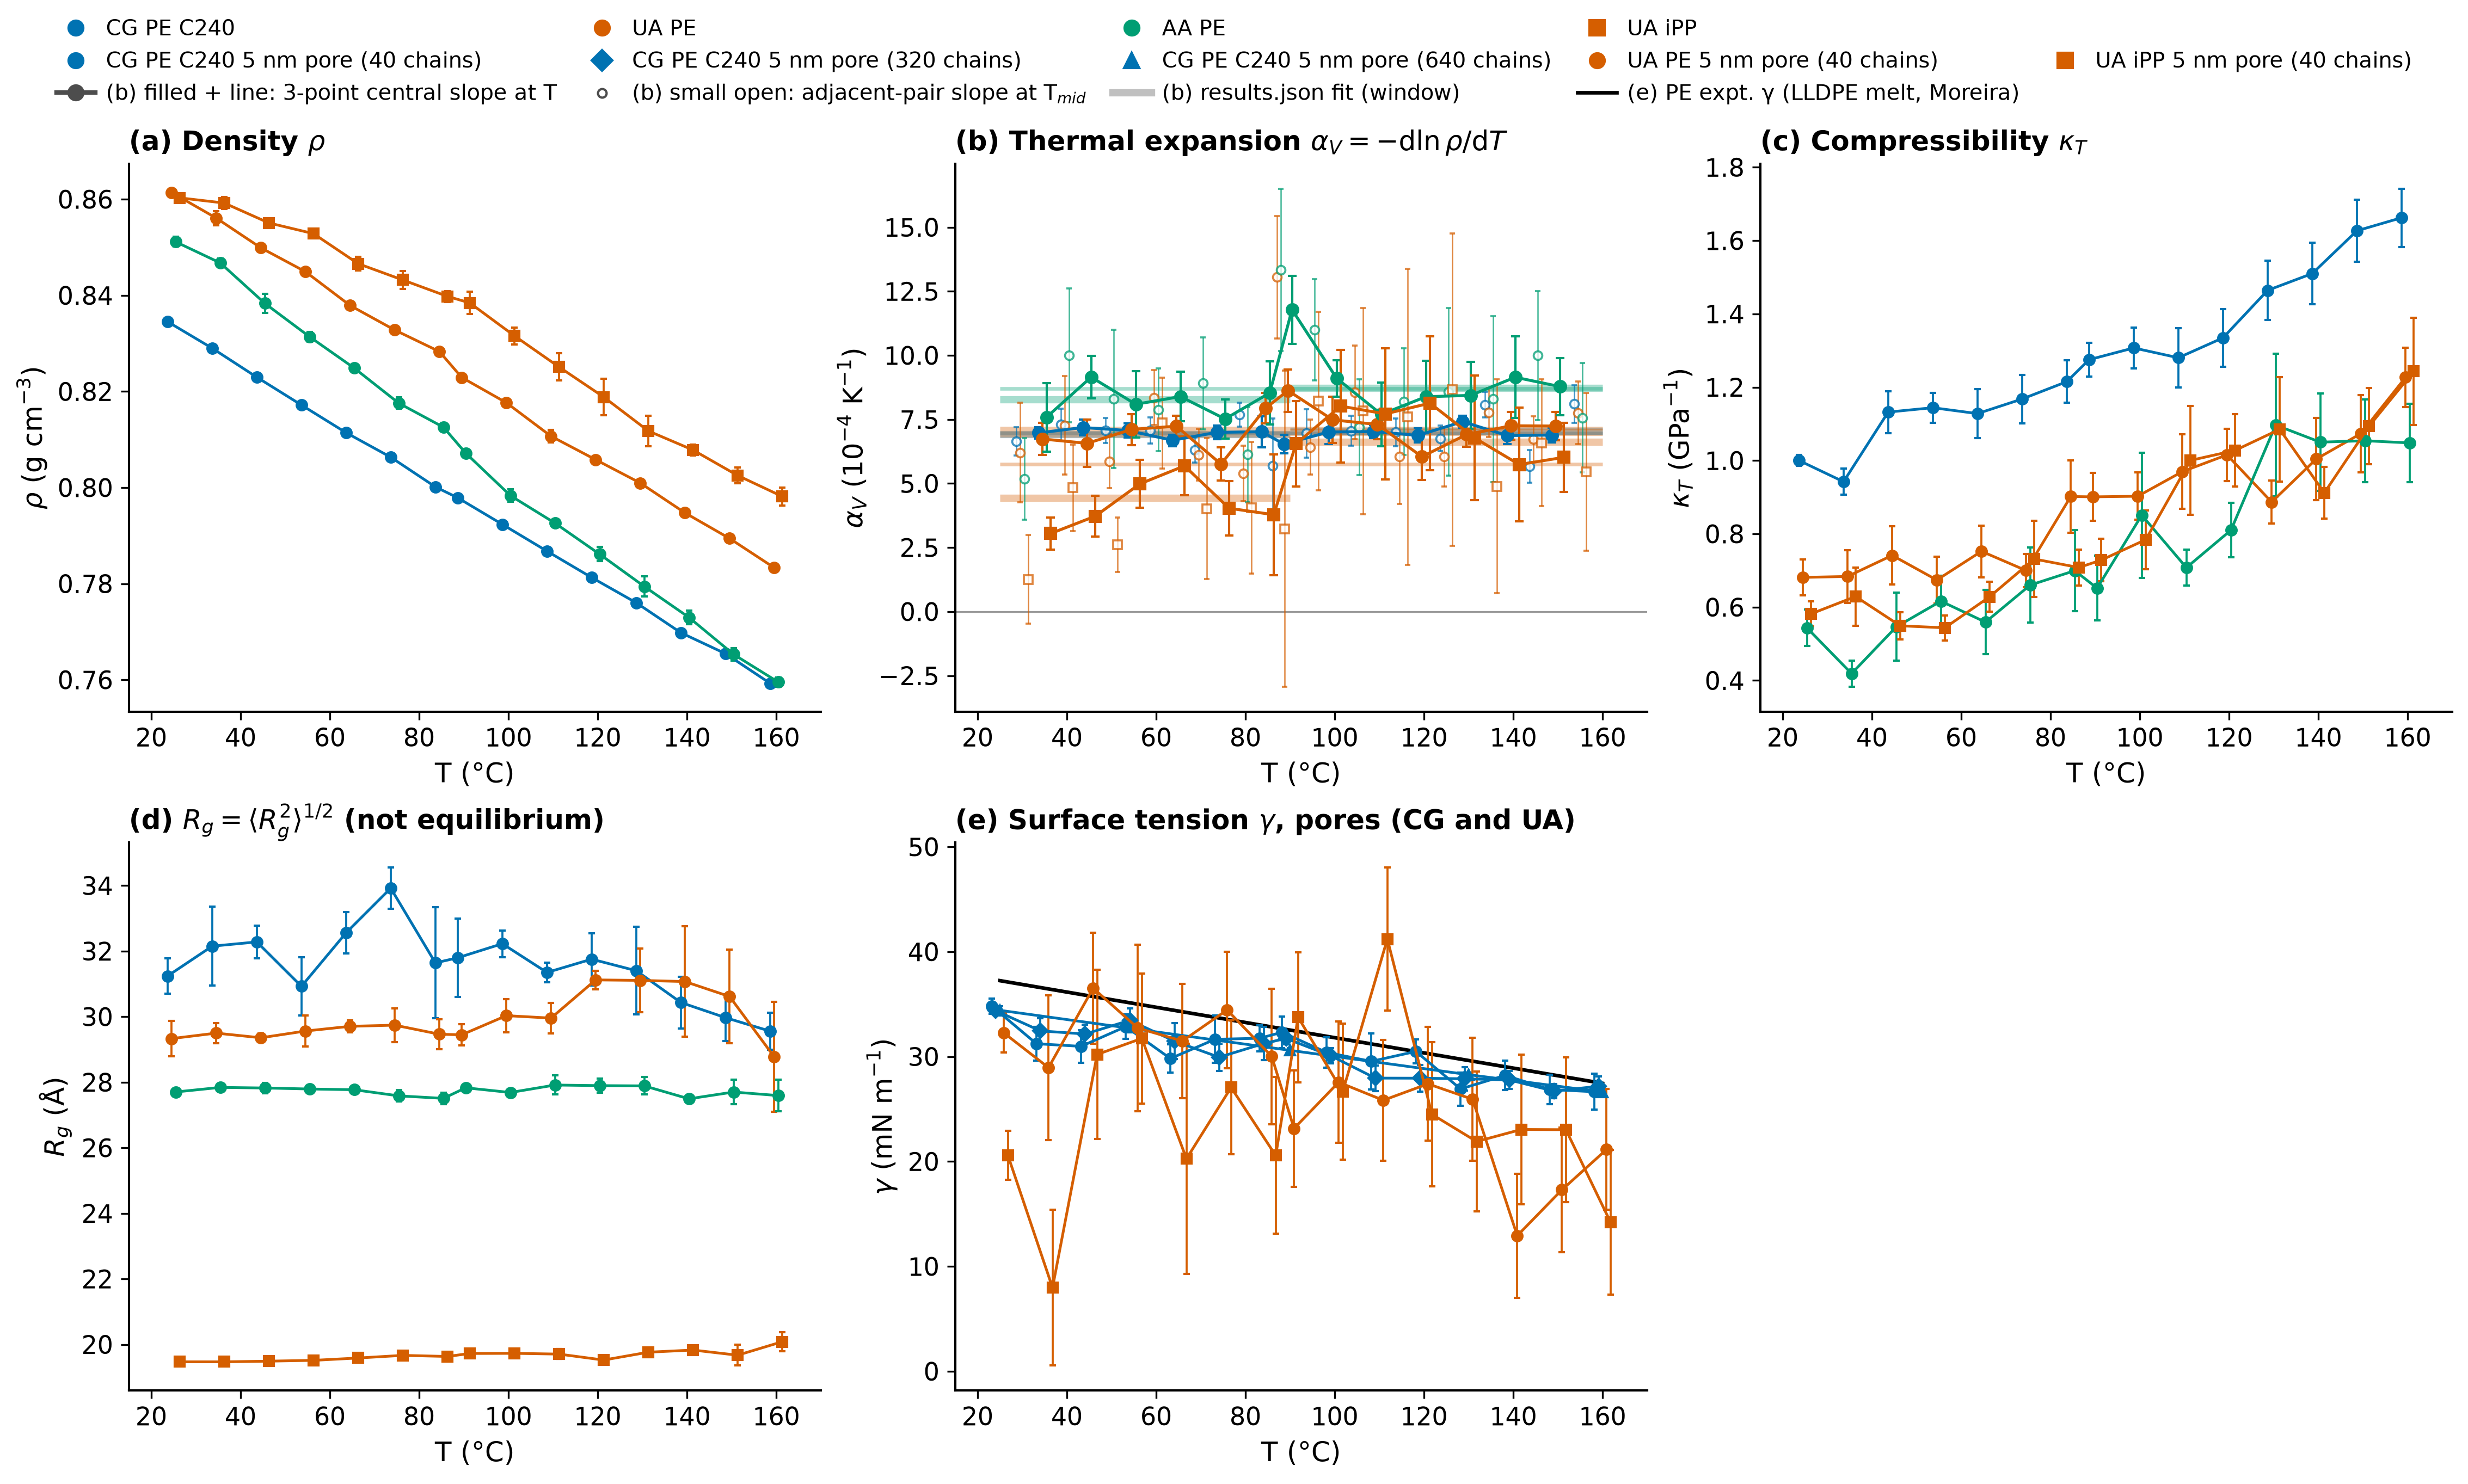 CG PE C240
UA PE
AA PE
UA iPP
CG PE C240 5 nm pore (40 chains)
CG PE C240 5 nm pore (320 chains)
CG PE C240 5 nm pore (640 chains)
UA PE 5 nm pore (40 chains)
UA iPP 5 nm pore (40 chains)
(b) filled + line: 3-point central slope at T
(b) small open: adjacent-pair slope at T_mid
(b) results.json fit (window)
(e) PE expt. γ (LLDPE melt, Moreira)
(a) Density ρ
0.86
0.84
0.82
0.80
0.78
0.76
ρ (g cm⁻³)
20 40 60 80 100 120 140 160
T (°C)
(b) Thermal expansion α_V = −dln ρ/dT
15.0
12.5
10.0
7.5
5.0
2.5
0.0
−2.5
α_V (10⁻⁴ K⁻¹)
20 40 60 80 100 120 140 160
T (°C)
(c) Compressibility κ_T
1.8
1.6
1.4
1.2
1.0
0.8
0.6
0.4
κ_T (GPa⁻¹)
20 40 60 80 100 120 140 160
T (°C)
(d) R_g = ⟨R_g²⟩^{1/2} (not equilibrium)
34
32
30
28
26
24
22
20
R_g (Å)
20 40 60 80 100 120 140 160
T (°C)
(e) Surface tension γ, pores (CG and UA)
50
40
30
20
10
0
γ (mN m⁻¹)
20 40 60 80 100 120 140 160
T (°C)